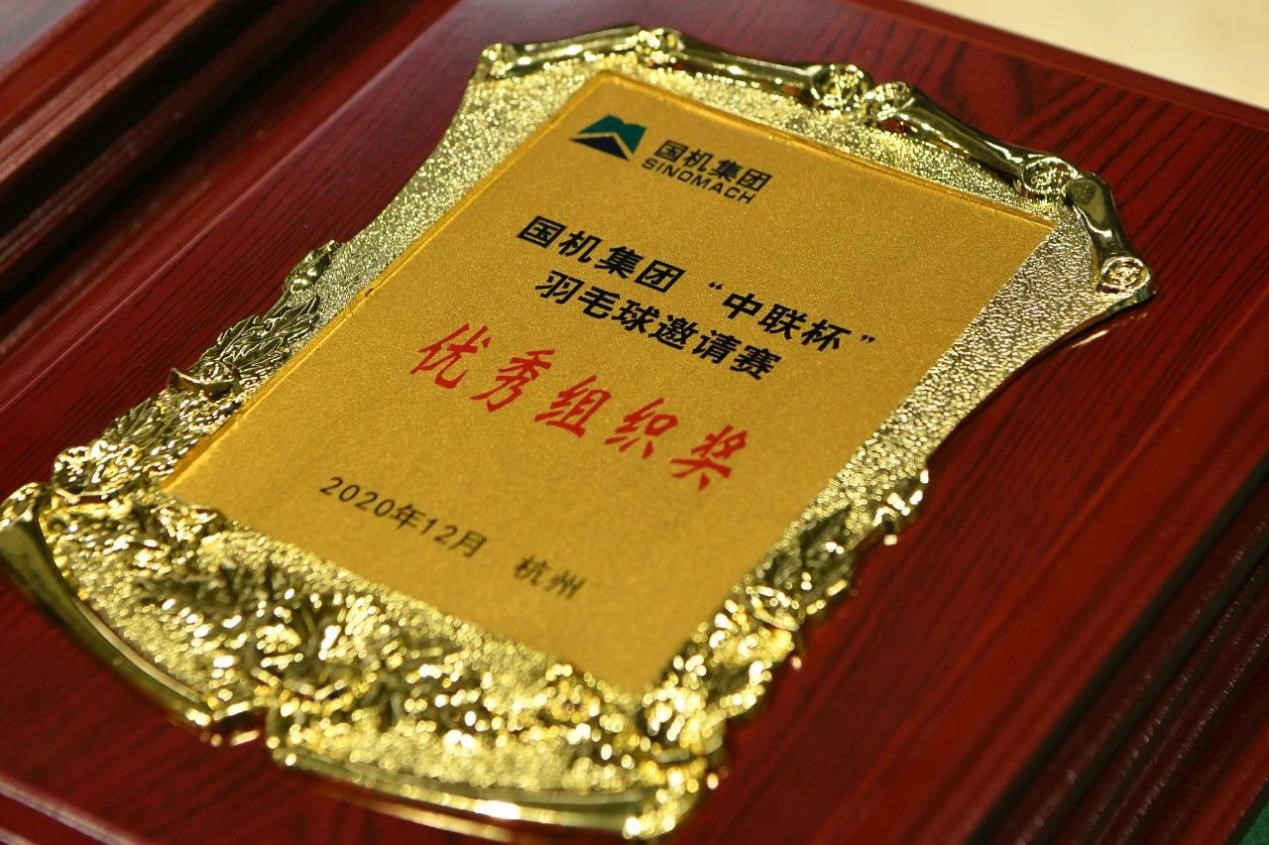 国机集团
SINOMACH
国机集团“中联杯”
羽毛球邀请赛
优秀组织奖
2020年12月 杭州